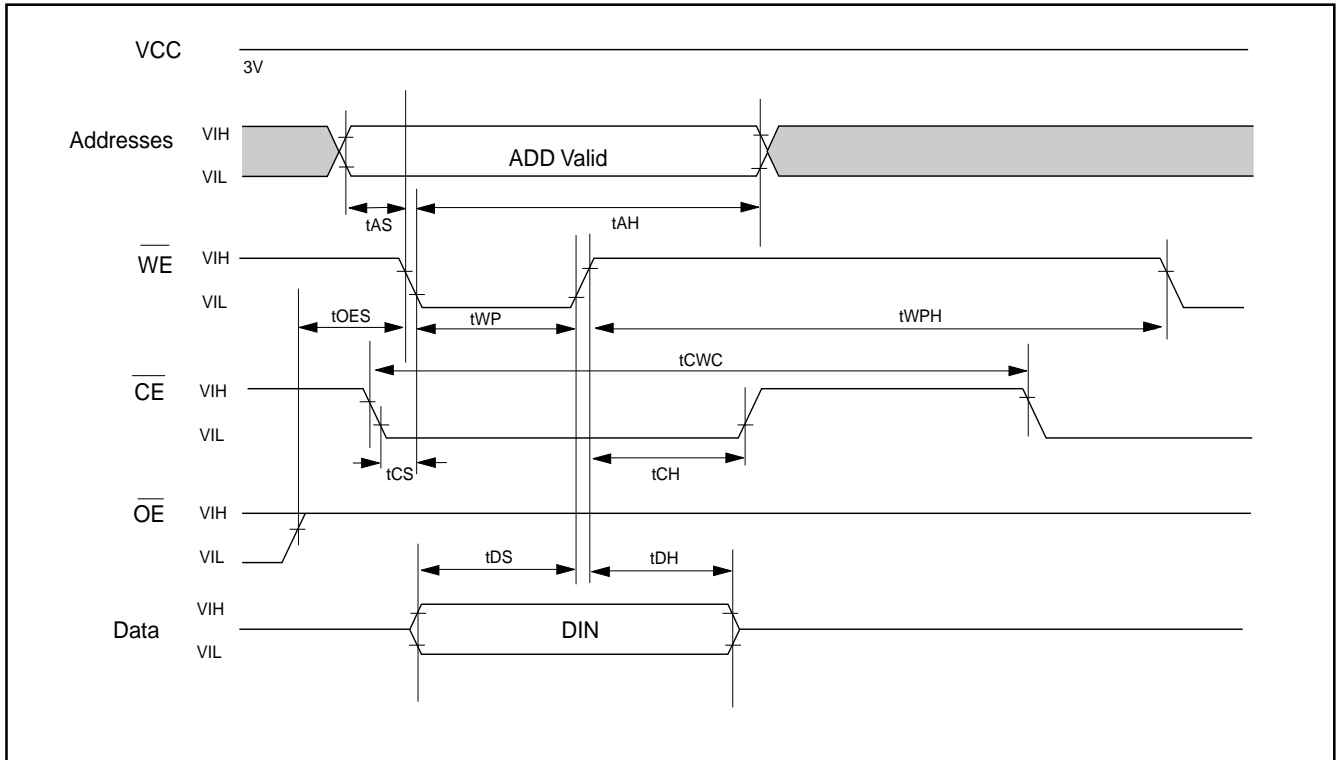 VCC
3V
Addresses
VIH
VIL
ADD Valid
tAS
tAH
WE
VIH
VIL
tOES
tWP
tWPH
tCWC
CE
VIH
VIL
tCS
tCH
OE
VIH
VIL
tDS
tDH
Data
VIH
VIL
DIN